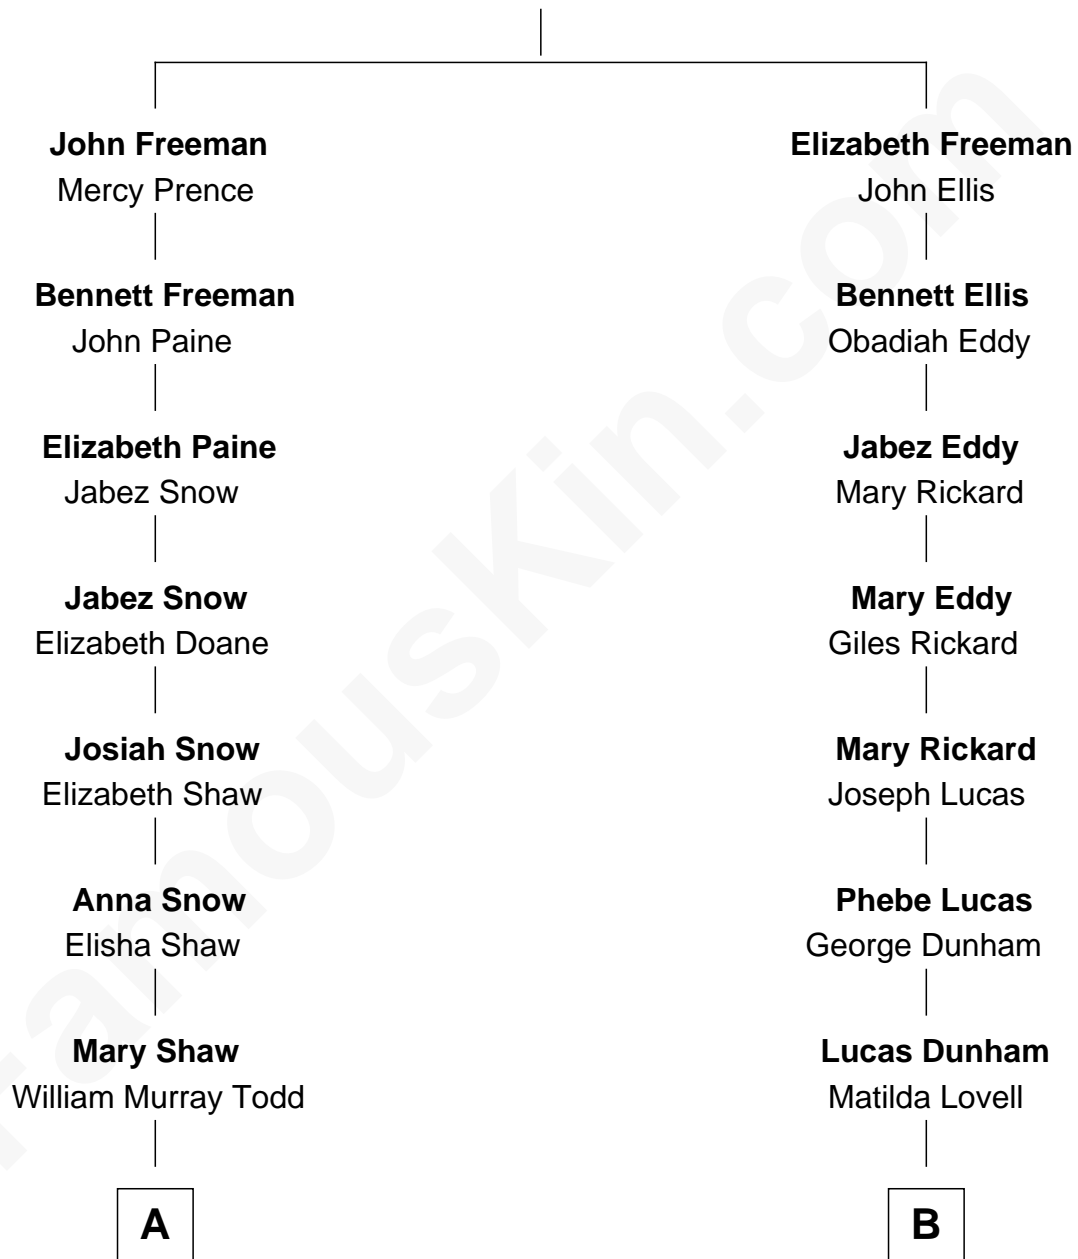 John Freeman
Mercy Prence
Elizabeth Freeman
John Ellis
Bennett Freeman
John Paine
Bennett Ellis
Obadiah Eddy
Elizabeth Paine
Jabez Snow
Jabez Eddy
Mary Rickard
Jabez Snow
Elizabeth Doane
Mary Eddy
Giles Rickard
Josiah Snow
Elizabeth Shaw
Mary Rickard
Joseph Lucas
Anna Snow
Elisha Shaw
Phebe Lucas
George Dunham
Mary Shaw
William Murray Todd
Lucas Dunham
Matilda Lovell
A
B
FamousKin.com